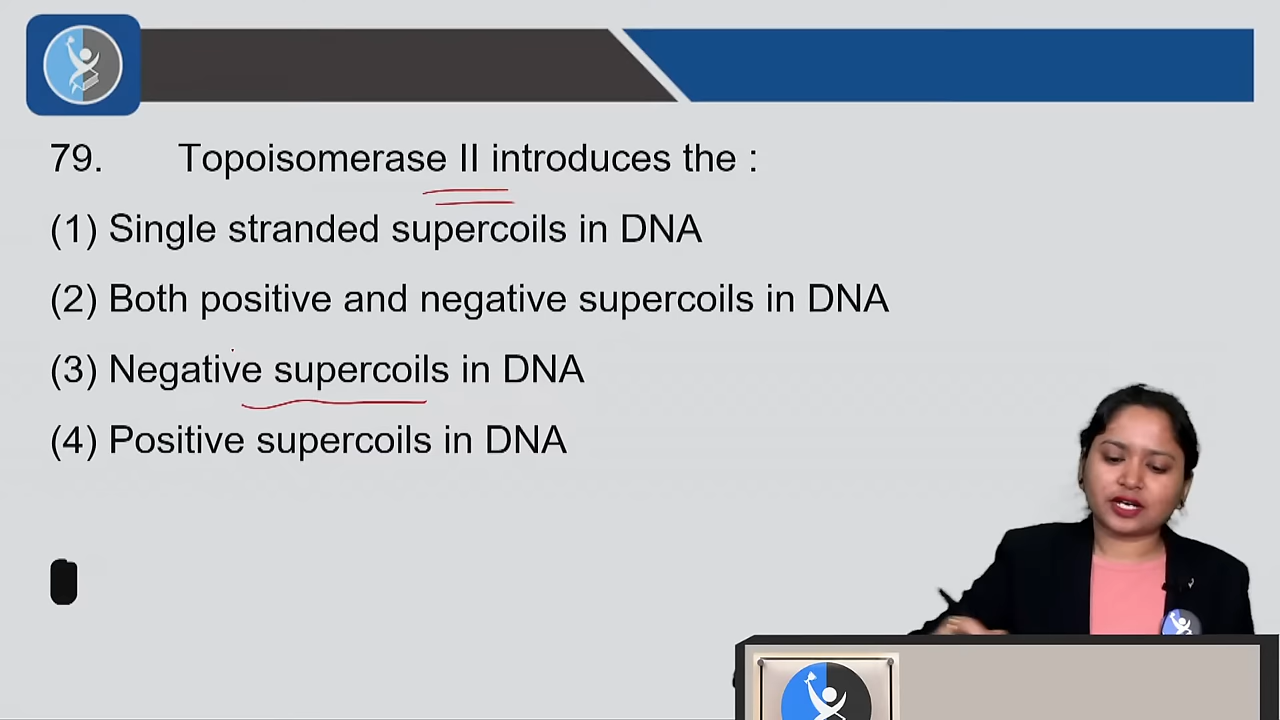 79. Topoisomerase II introduces the :
(1) Single stranded supercoils in DNA
(2) Both positive and negative supercoils in DNA
(3) Negative supercoils in DNA
(4) Positive supercoils in DNA